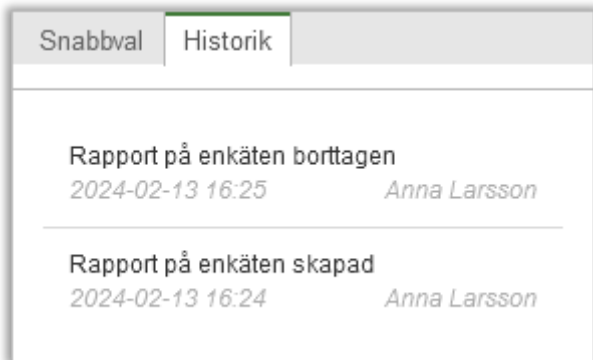 Snabbval Historik
Rapport på enkäten borttagen
2024-02-13 16:25 Anna Larsson
Rapport på enkäten skapad
2024-02-13 16:24 Anna Larsson